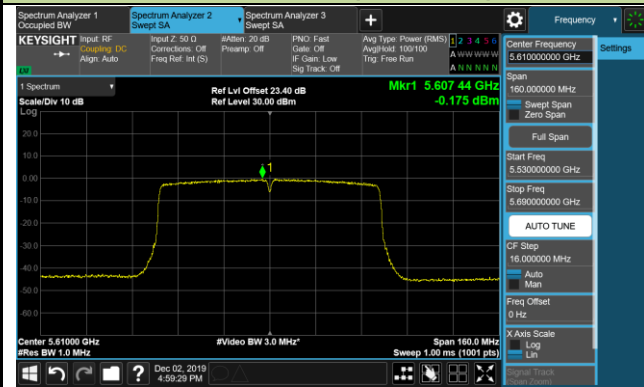 Spectrum Analyzer 1
Occupied BW
Spectrum Analyzer 2
Swept SA
Spectrum Analyzer 3
Swept SA
+
Frequency
KEYSIGHT
Input: RF
Coupling: DC
Align: Auto
Input Z: 50 Ω
Corrections: Off
Freq Ref: Int (S)
#Atten: 20 dB
Preamp: Off
PNO: Fast
Gate: Off
IF Gain: Low
Sig Track: Off
Avg Type: Power (RMS)
Avg|Hold: 100/100
Trig: Free Run
1 2 3 4 5 6
A W W W W W
A N N N N N
1 Spectrum
Scale/Div 10 dB
Log
Ref Lvl Offset 23.40 dB
Ref Level 30.00 dBm
Mkr1 5.607 44 GHz
-0.175 dBm
20.0
10.0
0.00
-10.0
-20.0
-30.0
-40.0
-50.0
-60.0
1
Center 5.61000 GHz
#Res BW 1.0 MHz
#Video BW 3.0 MHz*
Span 160.0 MHz
Sweep 1.00 ms (1001 pts)
Dec 02, 2019
4:59:29 PM
Center Frequency
5.610000000 GHz
Settings
Span
160.000000 MHz
Swept Span
Zero Span
Full Span
Start Freq
5.530000000 GHz
Stop Freq
5.690000000 GHz
AUTO TUNE
CF Step
16.000000 MHz
Auto
Man
Freq Offset
0 Hz
X Axis Scale
Log
Lin
Signal Track
(Span Zoom)